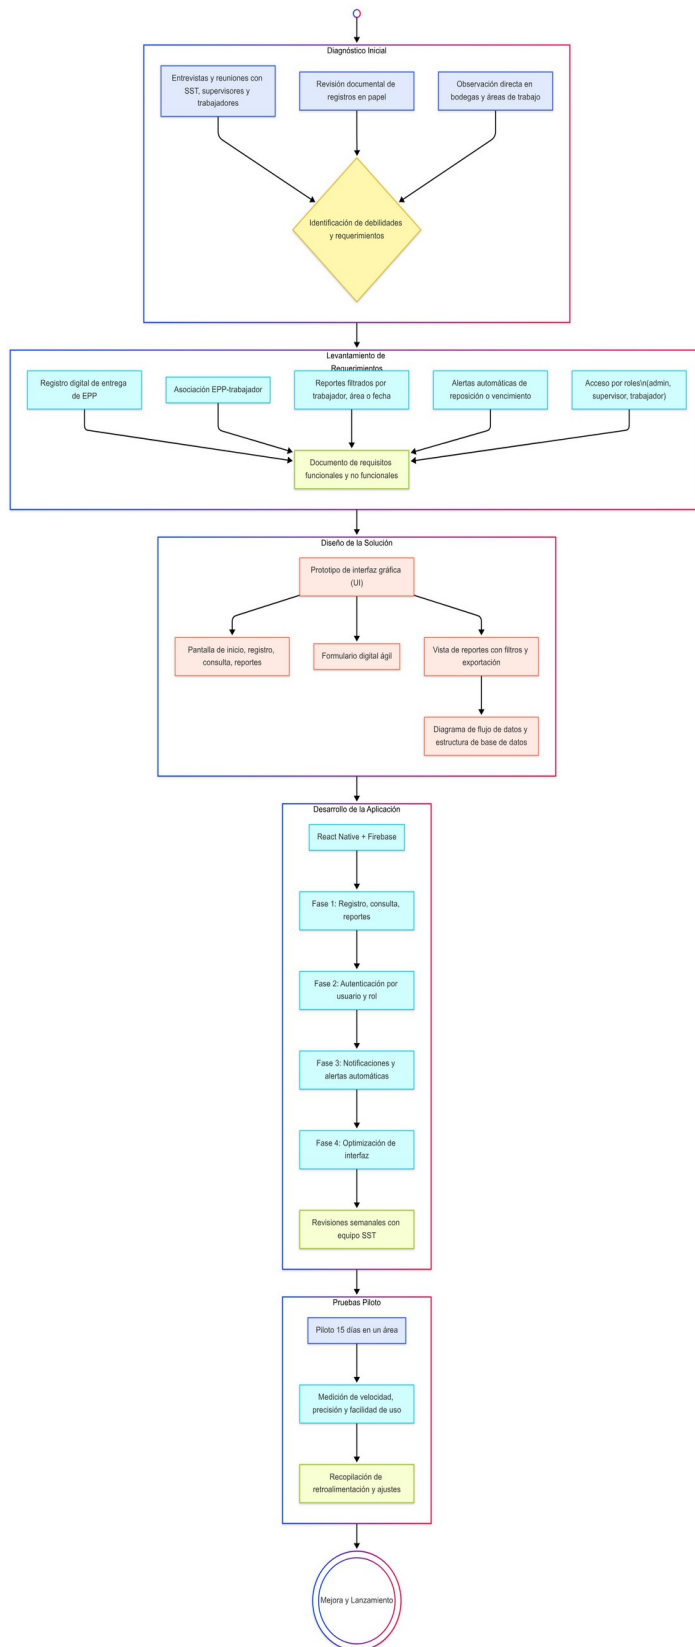 Diagnóstico Inicial
Entrevistas y reuniones con
SST, supervisores y
trabajadores
Revisión documental de
registros en papel
Observación directa en
bodegas y áreas de trabajo
Identificación de debilidades
y requerimientos
Levantamiento de
Requerimientos
Registro digital de entrega
de EPP
Asociación EPP-trabajador
Reportes filtrados por
trabajador, área o fecha
Alertas automáticas de
reposición o vencimiento
Acceso por roles\n(admin,
supervisor, trabajador)
Documento de requisitos
funcionales y no funcionales
Diseño de la Solución
Prototipo de interfaz gráfica
(UI)
Pantalla de inicio, registro,
consulta, reportes
Formulario digital ágil
Vista de reportes con filtros y
exportación
Diagrama de flujo de datos y
estructura de base de datos
Desarrollo de la Aplicación
React Native + Firebase
Fase 1: Registro, consulta,
reportes
Fase 2: Autenticación por
usuario y rol
Fase 3: Notificaciones y
alertas automáticas
Fase 4: Optimización de
interfaz
Revisiones semanales con
equipo SST
Pruebas Piloto
Piloto 15 días en un área
Medición de velocidad,
precisión y facilidad de uso
Recopilación de
retroalimentación y ajustes
Mejora y Lanzamiento